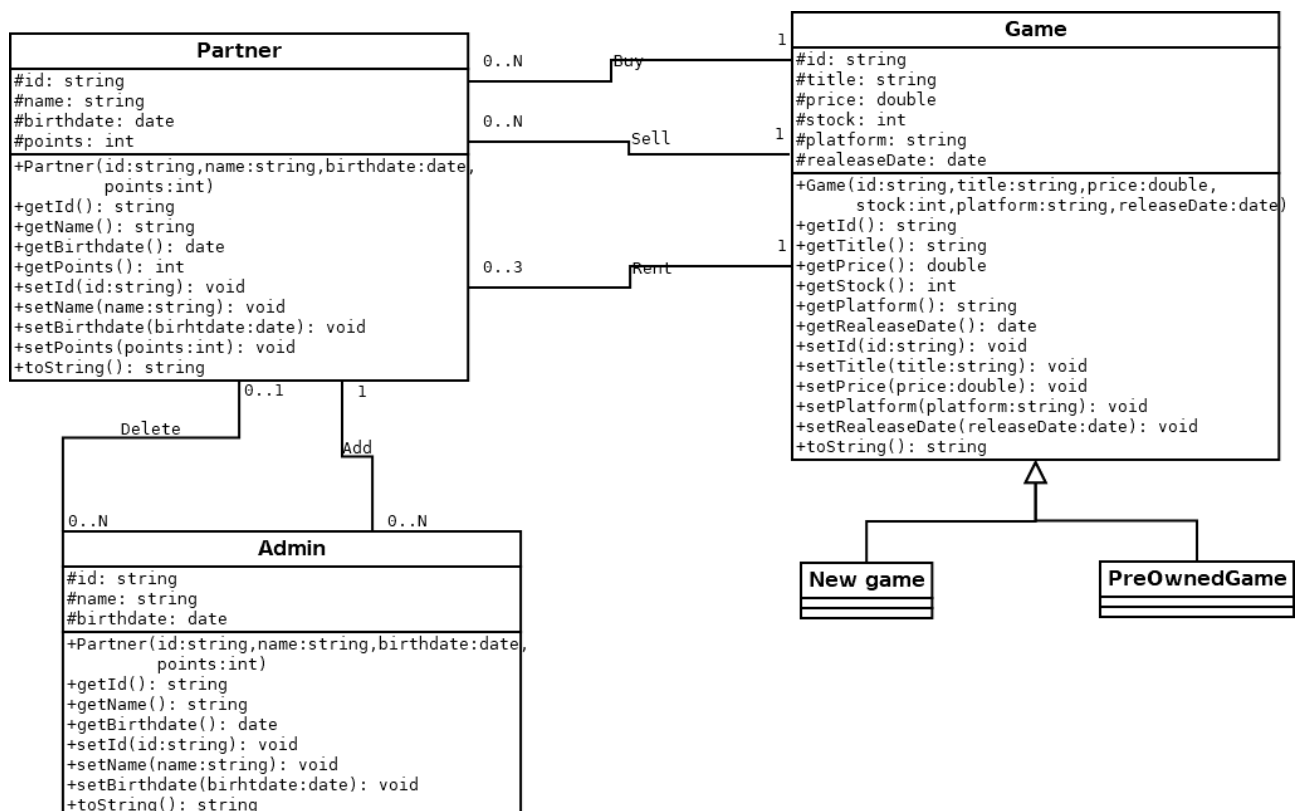 Partner
#id: string
#name: string
#birthdate: date
#points: int
+Partner(id:string,name:string,birthdate:date,
points:int)
+getId(): string
+getName(): string
+getBirthdate(): date
+getPoints(): int
+setId(id:string): void
+setName(name:string): void
+setBirthdate(birhtdate:date): void
+setPoints(points:int): void
+toString(): string
0..N
Buy
1
0..N
Sell
1
0..3
Rent
1
Game
#id: string
#title: string
#price: double
#stock: int
#platform: string
#realeaseDate: date
+Game(id:string,title:string,price:double,
stock:int,platform:string,releaseDate:date)
+getId(): string
+getTitle(): string
+getPrice(): double
+getStock(): int
+getPlatform(): string
+getRealeaseDate(): date
+setId(id:string): void
+setTitle(title:string): void
+setPrice(price:double): void
+setPlatform(platform:string): void
+setRealeaseDate(releaseDate:date): void
+toString(): string
0..1
1
Delete
Add
0..N
0..N
Admin
#id: string
#name: string
#birthdate: date
+Partner(id:string,name:string,birthdate:date,
points:int)
+getId(): string
+getName(): string
+getBirthdate(): date
+setId(id:string): void
+setName(name:string): void
+setBirthdate(birhtdate:date): void
+toString(): string
New game
PreOwnedGame